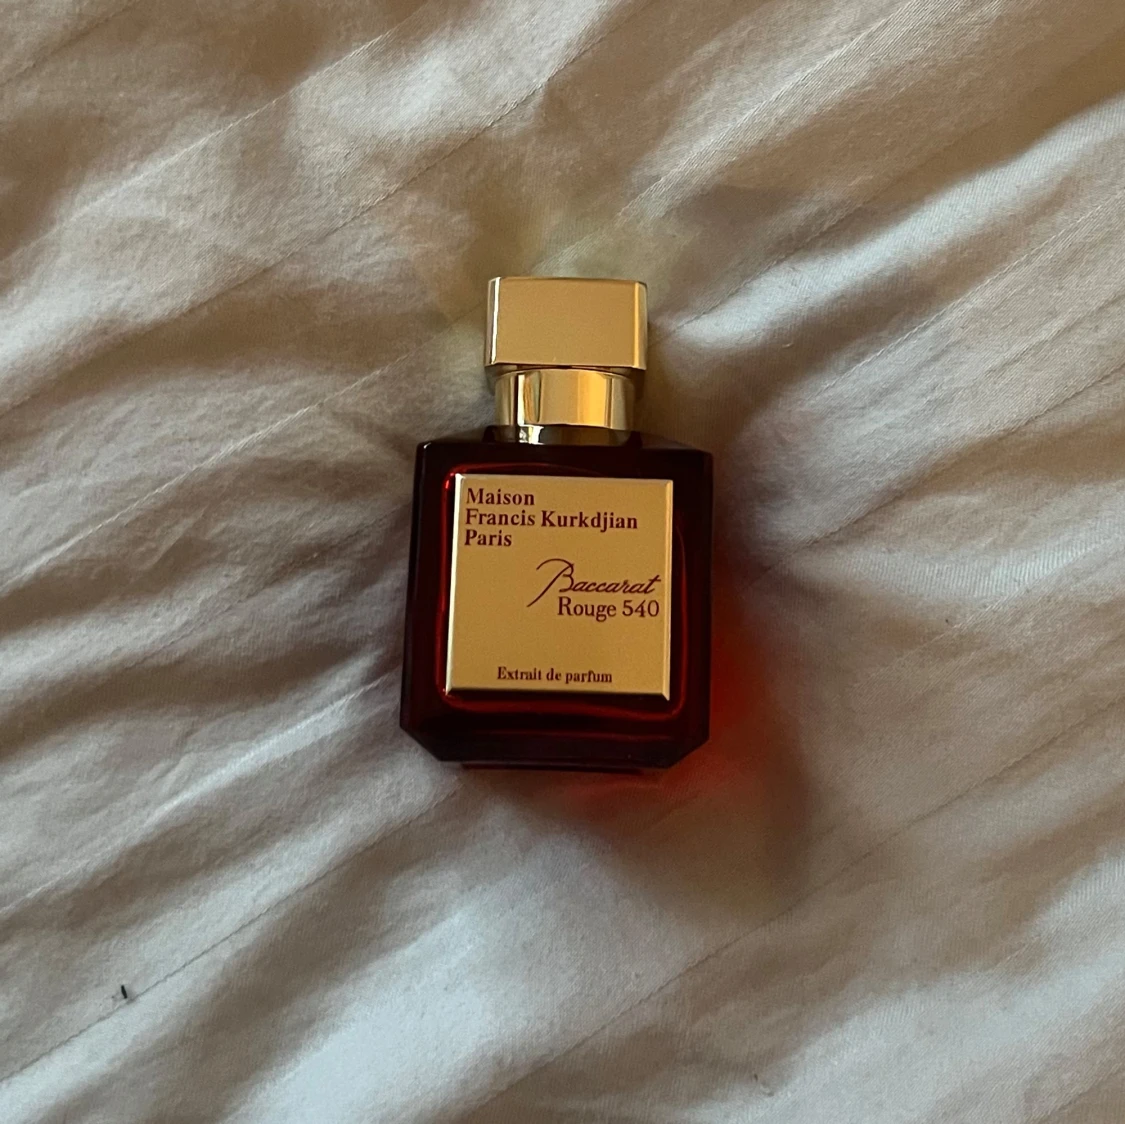 Maison
Francis Kurkdjian
Paris
Baccarat
Rouge 540
Extrait de parfum